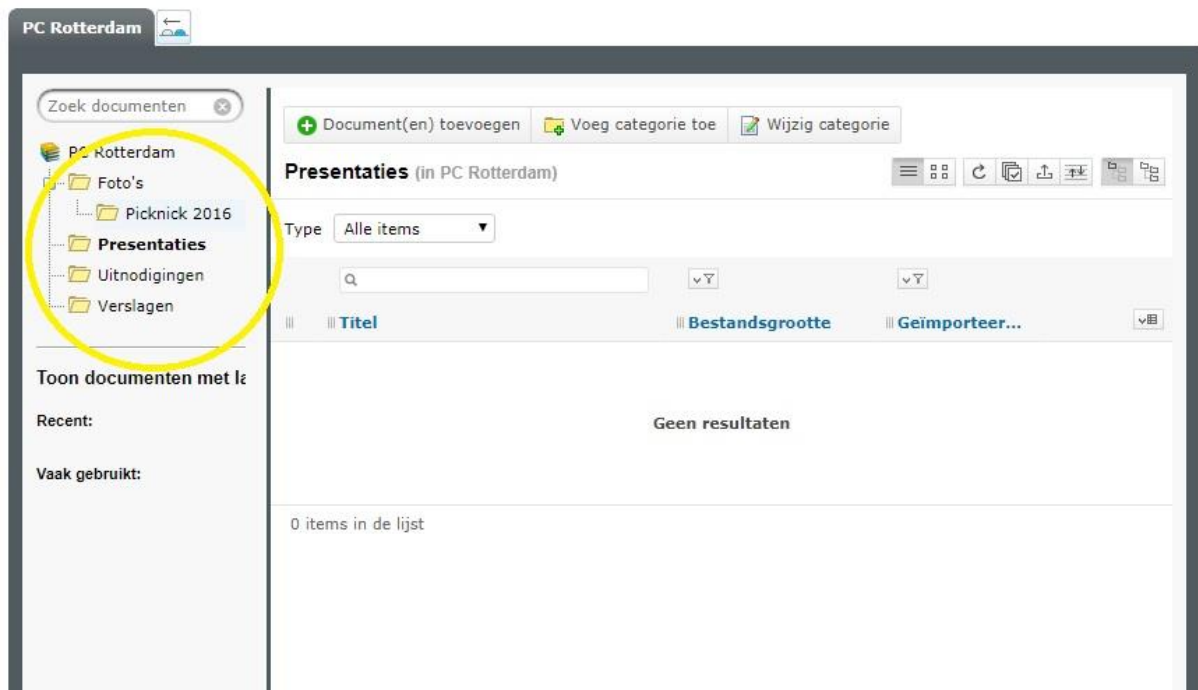 PC Rotterdam
Zoek documenten
PC Rotterdam
Foto's
Picknick 2016
Presentaties
Uitnodigingen
Verslagen
Toon documenten met la
Recent:
Vaak gebruikt:
Document(en) toevoegen Voeg categorie toe Wijzig categorie
Presentaties (in PC Rotterdam)
Type Alle items
Titel Bestandsgrootte Geïmporteer...
Geen resultaten
0 items in de lijst